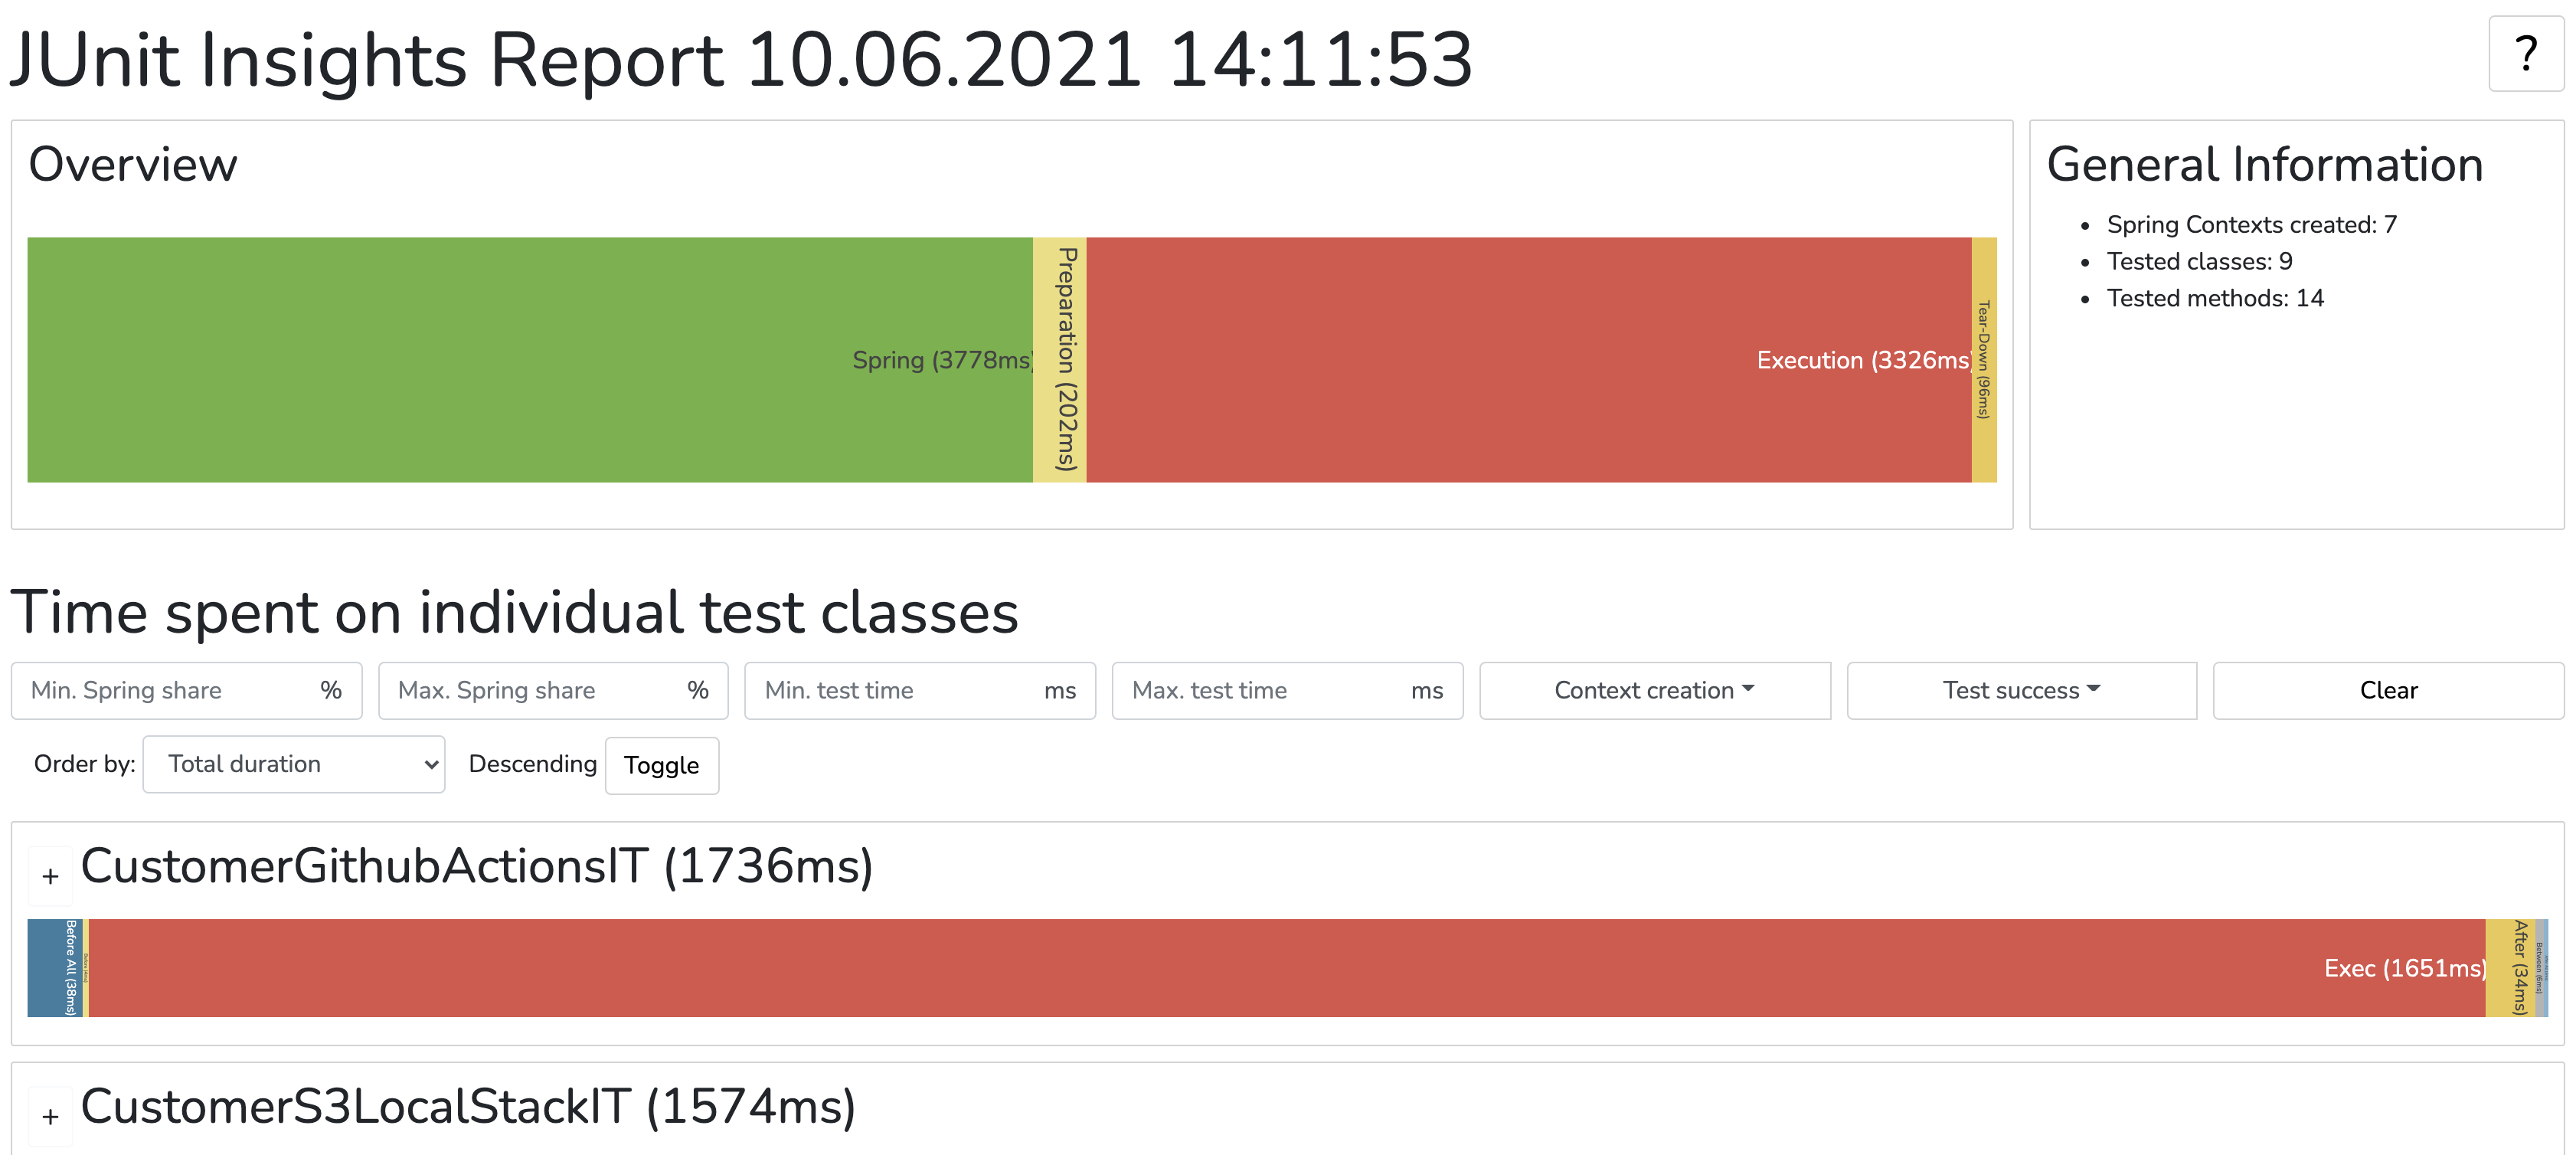 JUnit Insights Report 10.06.2021 14:11:53
?
Overview
Spring (3778ms)
Preparation (202ms)
Execution (3326ms)
Tear-Down (96ms)
General Information
• Spring Contexts created: 7
• Tested classes: 9
• Tested methods: 14
Time spent on individual test classes
Min. Spring share %
Max. Spring share %
Min. test time ms
Max. test time ms
Context creation
Test success
Clear
Order by: Total duration Descending Toggle
+ CustomerGithubActionsIT (1736ms)
Before All (38ms)
Exec (1651ms)
After (34ms)
Between (6ms)
+ CustomerS3LocalStackIT (1574ms)